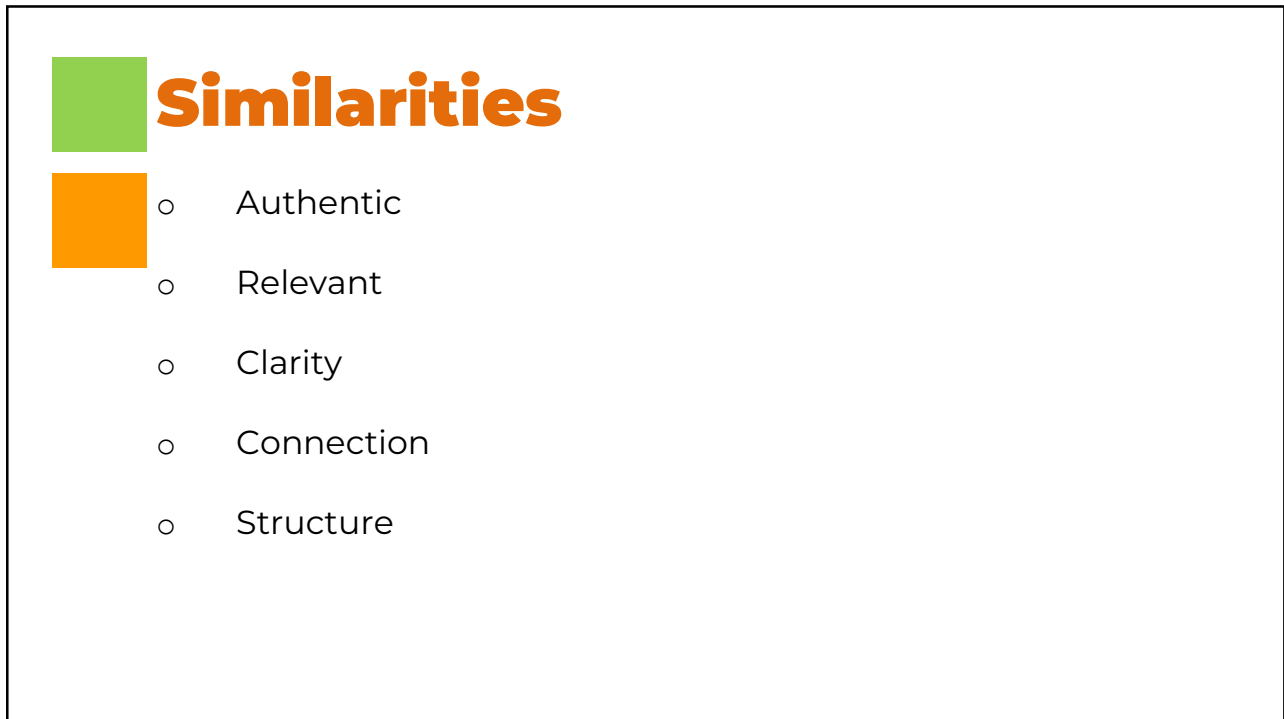 Similarities
o Authentic
o Relevant
o Clarity
o Connection
o Structure